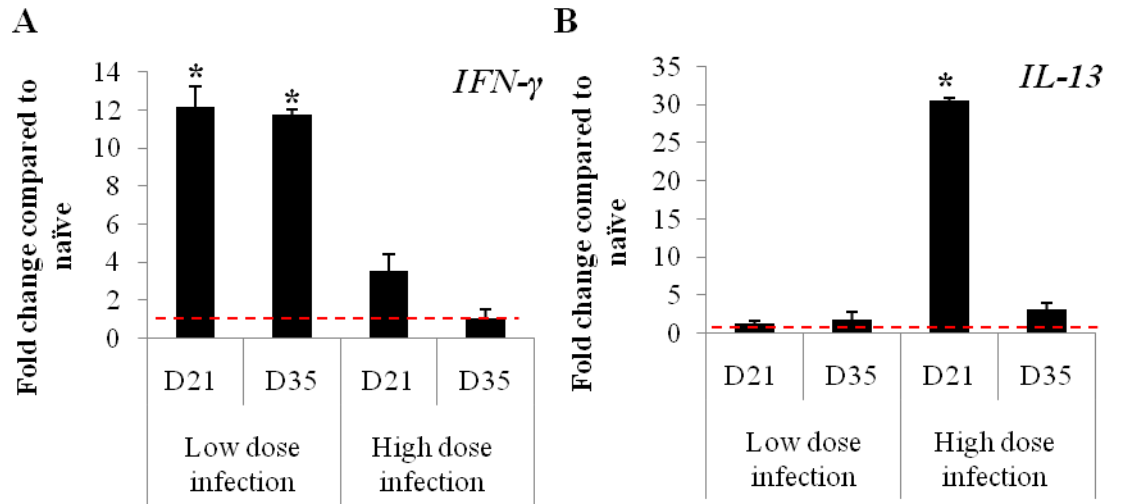 A
Fold change compared to
naïve
14
12
10
8
6
4
2
0
IFN-γ
*
*
D21 D35 D21 D35
Low dose
infection
High dose
infection
B
Fold change compared to
naïve
35
30
25
20
15
10
5
0
IL-13
*
D21 D35 D21 D35
Low dose
infection
High dose
infection